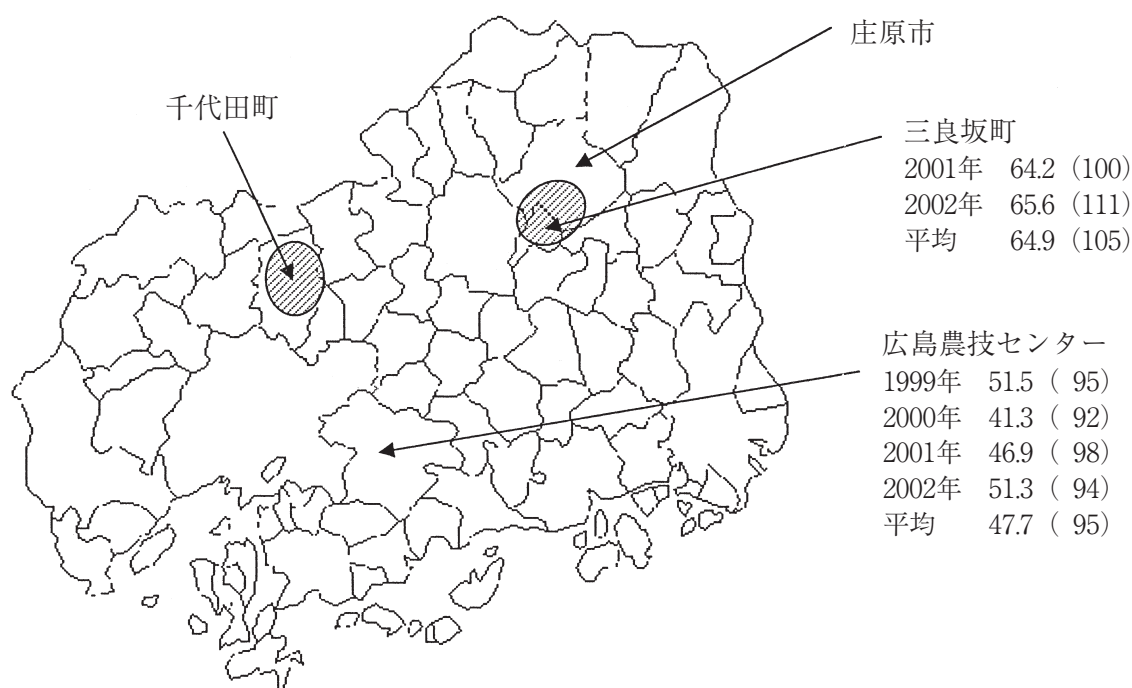 庄原市
千代田町
三良坂町
2001年 64.2 (100)
2002年 65.6 (111)
平均 64.9 (105)
広島農技センター
1999年 51.5 ( 95)
2000年 41.3 ( 92)
2001年 46.9 ( 98)
2002年 51.3 ( 94)
平均 47.7 ( 95)